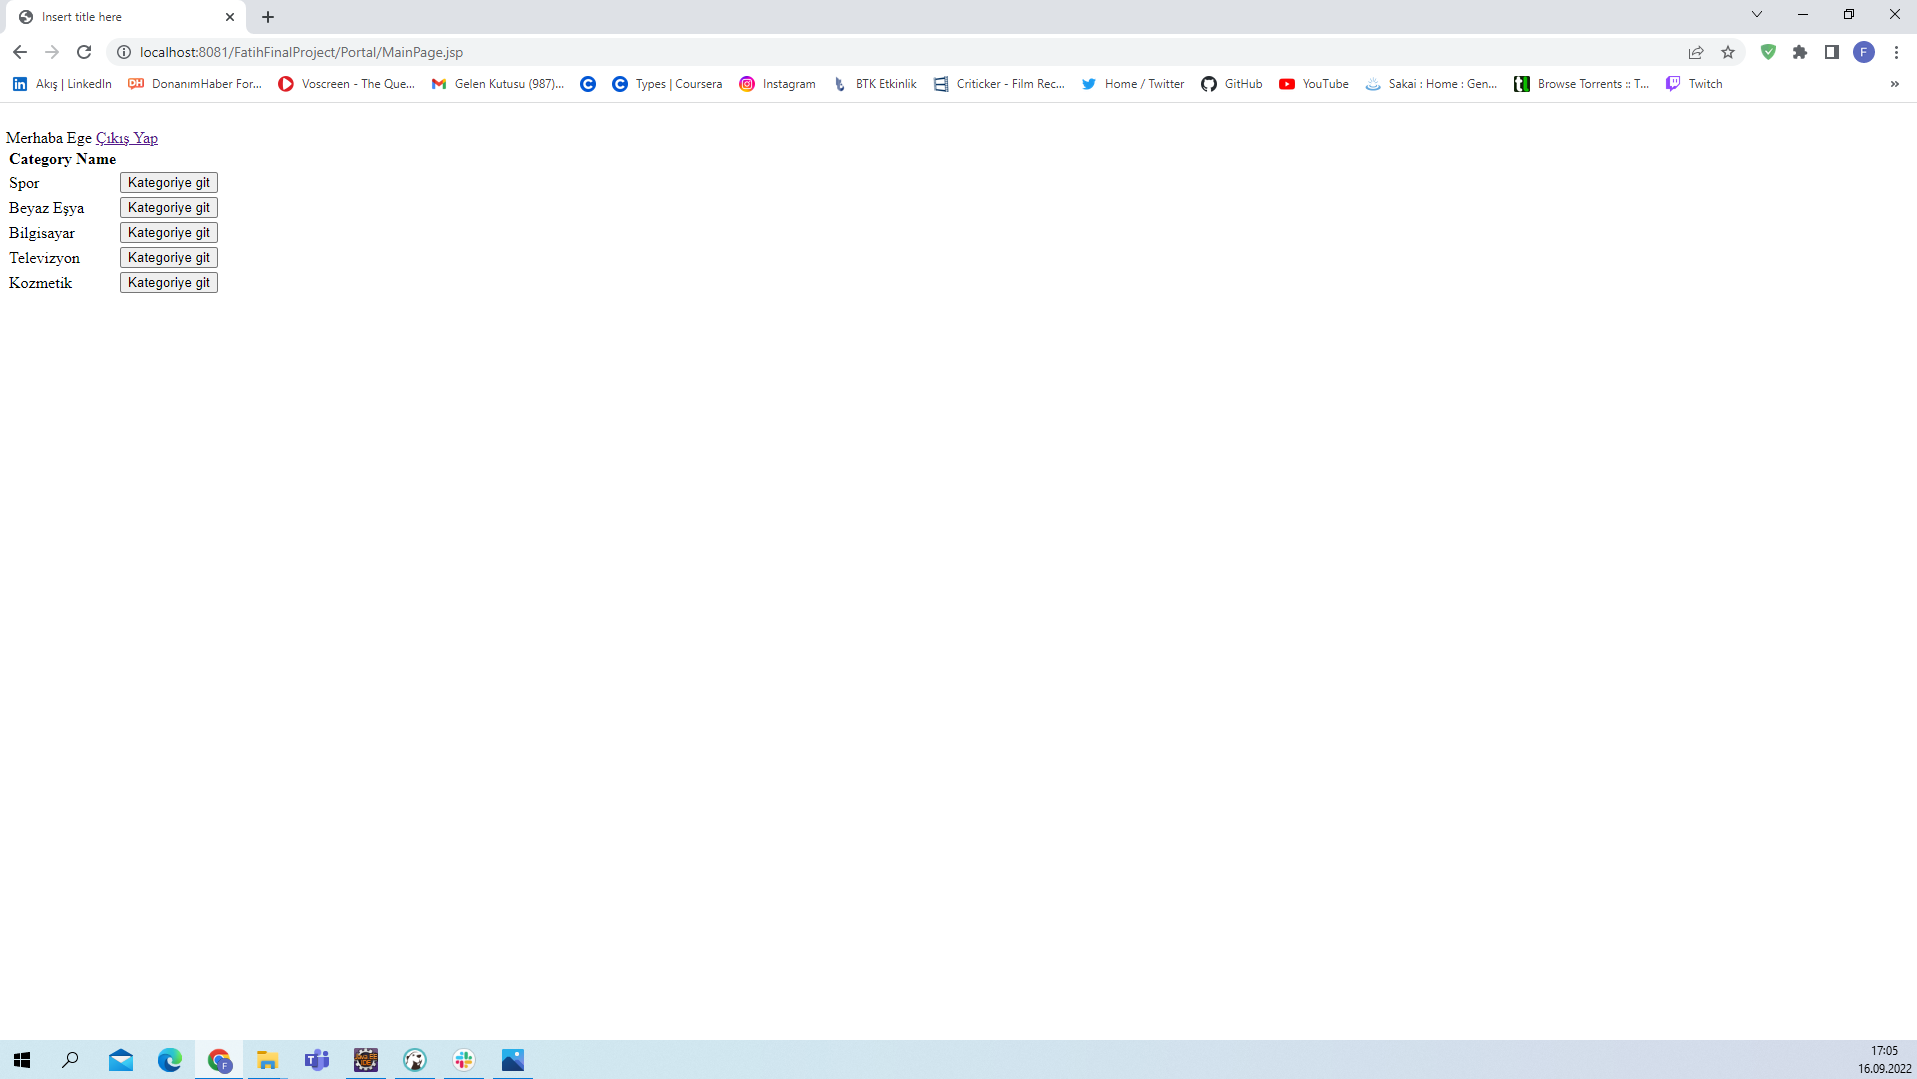 Insert title here
localhost:8081/FatihFinalProject/Portal/MainPage.jsp
F
Akış | LinkedIn DonanımHaber For... Voscreen - The Que... Gelen Kutusu (987)... Types | Coursera Instagram BTK Etkinlik Criticker - Film Rec... Home / Twitter GitHub YouTube Sakai : Home : Gen... Browse Torrents :: T... Twitch »
Merhaba Ege Çıkış Yap
Category Name
Spor Kategoriye git
Beyaz Eşya Kategoriye git
Bilgisayar Kategoriye git
Televizyon Kategoriye git
Kozmetik Kategoriye git
17:05
16.09.2022